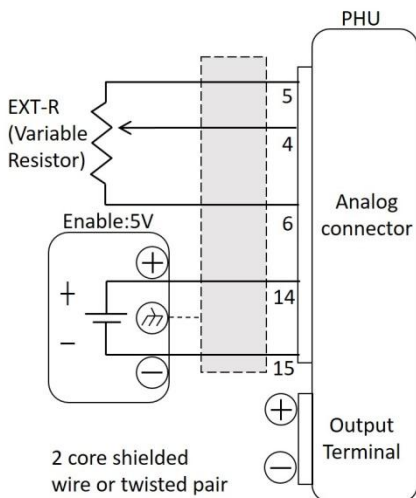 PHU
EXT-R
(Variable
Resistor)
5
4
6
Analog
connector
Enable:5V
+
+
14
−
−
15
+
Output
Terminal
−
2 core shielded
wire or twisted pair